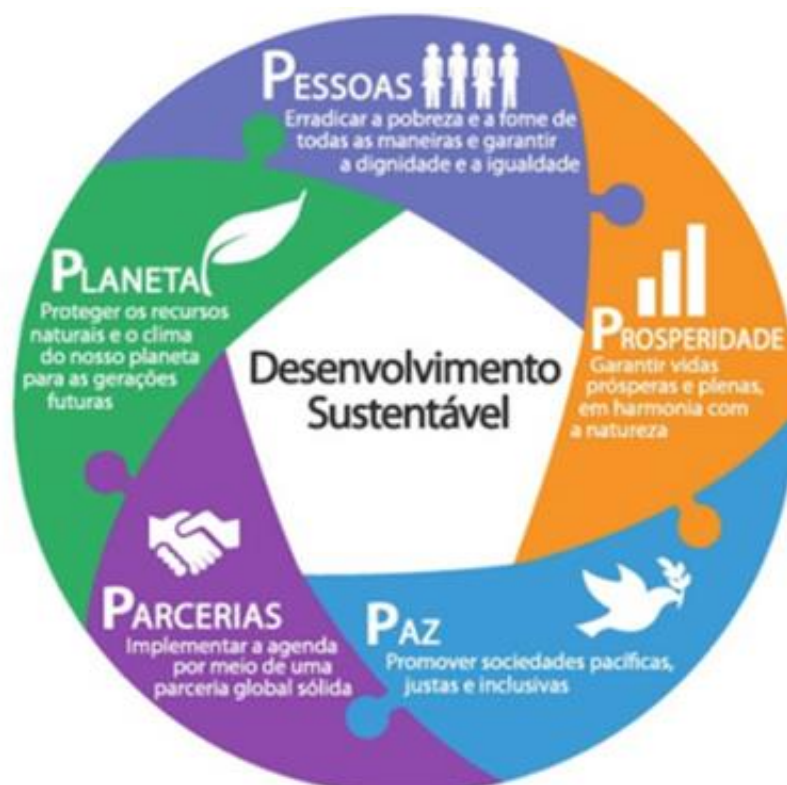 PESSOAS
Erradicar a pobreza e a fome de
todas as maneiras e garantir
a dignidade e a igualdade
PROSPERIDADE
Garantir vidas
prósperas e plenas,
em harmonia com
a natureza
PAZ
Promover sociedades pacíficas,
justas e inclusivas
PARCERIAS
Implementar a agenda
por meio de uma
parceria global sólida
PLANETA
Proteger os recursos
naturais e o clima
do nosso planeta
para as gerações
futuras
Desenvolvimento
Sustentável